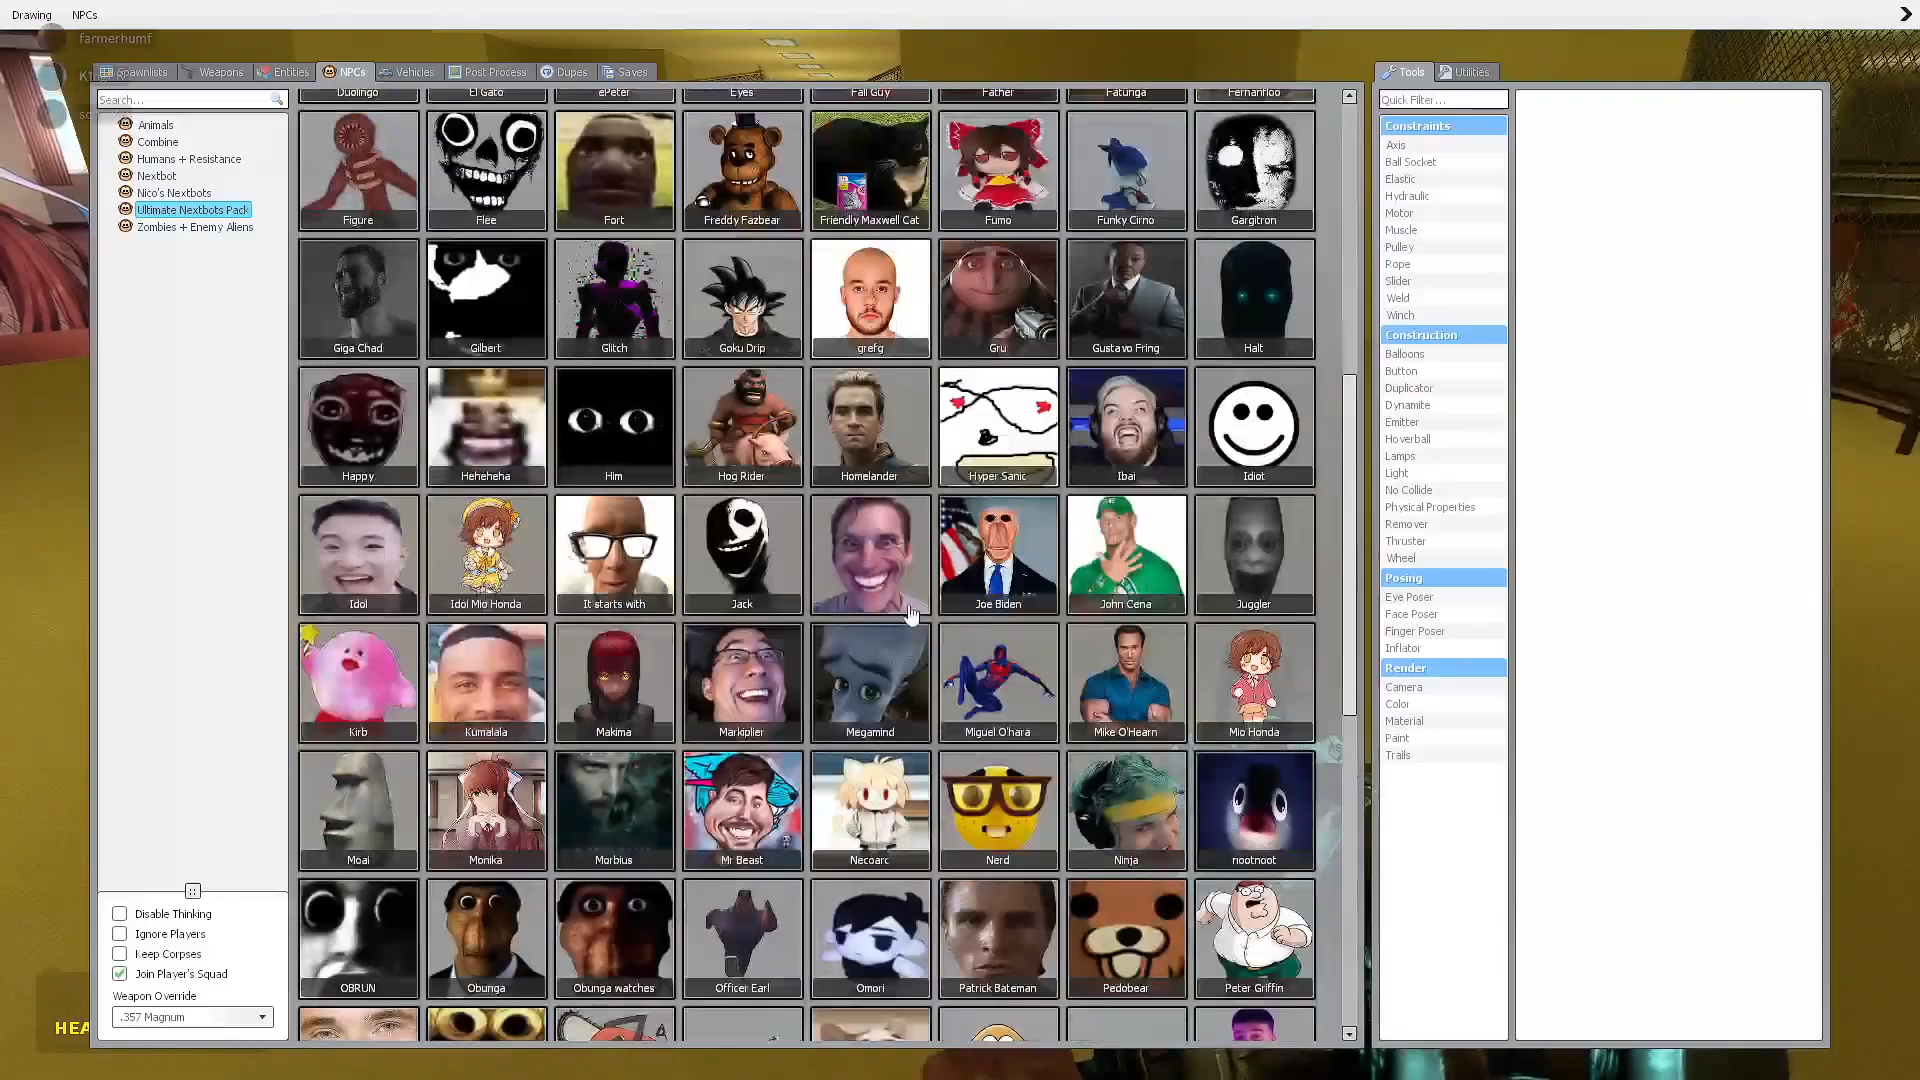 Drawing NPCs
farmerhumf
Spawnlists Weapons Entities NPCs Vehicles Post Process Dupes Saves
Tools Utilities
Search...
Animals
Combine
Humans + Resistance
Nextbot
Nico's Nextbots
Ultimate Nextbots Pack
Zombies + Enemy Aliens
Duolingo El Gato ePeter Eyes Fall Guy Father Fatunga Fernanfloo
Figure Flee Fort Freddy Fazbear Friendly Maxwell Cat Fumo Funky Cirno Gargitron
Giga Chad Gilbert Glitch Goku Drip grefg Gru Gustavo Fring Halt
Happy Heheheha Him Hog Rider Homelander Hyper Sanic Ibai Idiot
Idol Idol Mio Honda It starts with Jack Joe Biden John Cena Juggler
Kirb Kumalala Makima Markiplier Megamind Miguel O'hara Mike O'Hearn Mio Honda
Moai Monika Morbius Mr Beast Necoarc Nerd Ninja nootnoot
OBRUN Obunga Obunga watches Officer Earl Omori Patrick Bateman Pedobear Peter Griffin
Disable Thinking
Ignore Players
Keep Corpses
Join Player's Squad
Weapon Override
.357 Magnum
HEA
Quick Filter...
Constraints
Axis
Ball Socket
Elastic
Hydraulic
Motor
Muscle
Pulley
Rope
Slider
Weld
Winch
Construction
Balloons
Button
Duplicator
Dynamite
Emitter
Hoverball
Lamps
Light
No Collide
Physical Properties
Remover
Thruster
Wheel
Posing
Eye Poser
Face Poser
Finger Poser
Inflator
Render
Camera
Color
Material
Paint
Trails